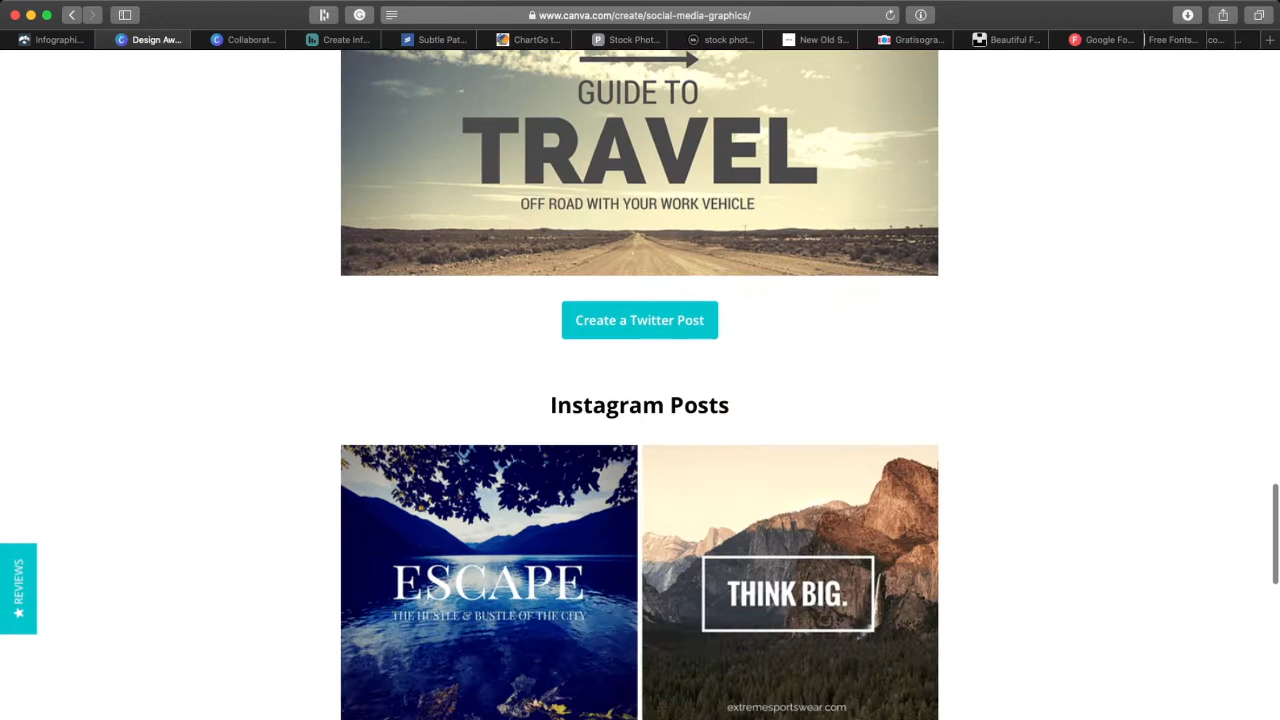 www.canva.com/create/social-media-graphics/
Infographi...
Design Aw...
Collaborat...
Create Inf...
Subtle Pat...
ChartGo t...
Stock Phot...
stock phot...
New Old S...
Gratisogra...
Beautiful F...
Google Fo...
Free Fonts...
co...
GUIDE TO
TRAVEL
OFF ROAD WITH YOUR WORK VEHICLE
Create a Twitter Post
Instagram Posts
ESCAPE
THE HUSTLE & BUSTLE OF THE CITY
THINK BIG.
extremesportswear.com
★ REVIEWS